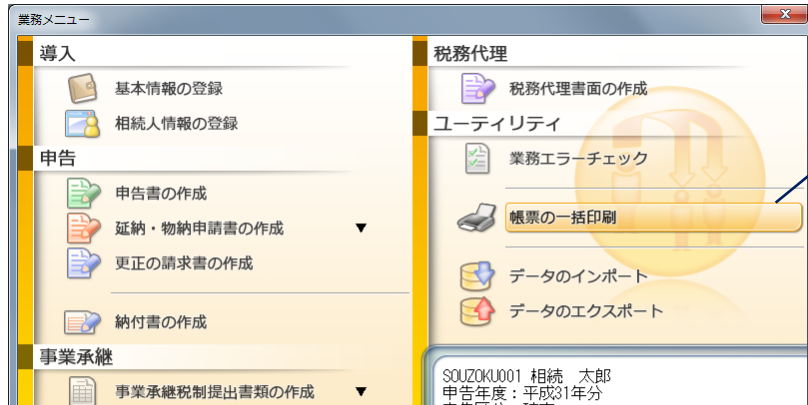 業務メニュー
導入
基本情報の登録
相続人情報の登録
申告
申告書の作成
延納・物納申請書の作成 ▼
更正の請求書の作成
納付書の作成
事業承継
事業承継税制提出書類の作成 ▼
税務代理
税務代理書面の作成
ユーティリティ
業務エラーチェック
帳票の一括印刷
データのインポート
データのエクスポート
SOUZOKU001 相続 太郎
申告年度：平成31年分